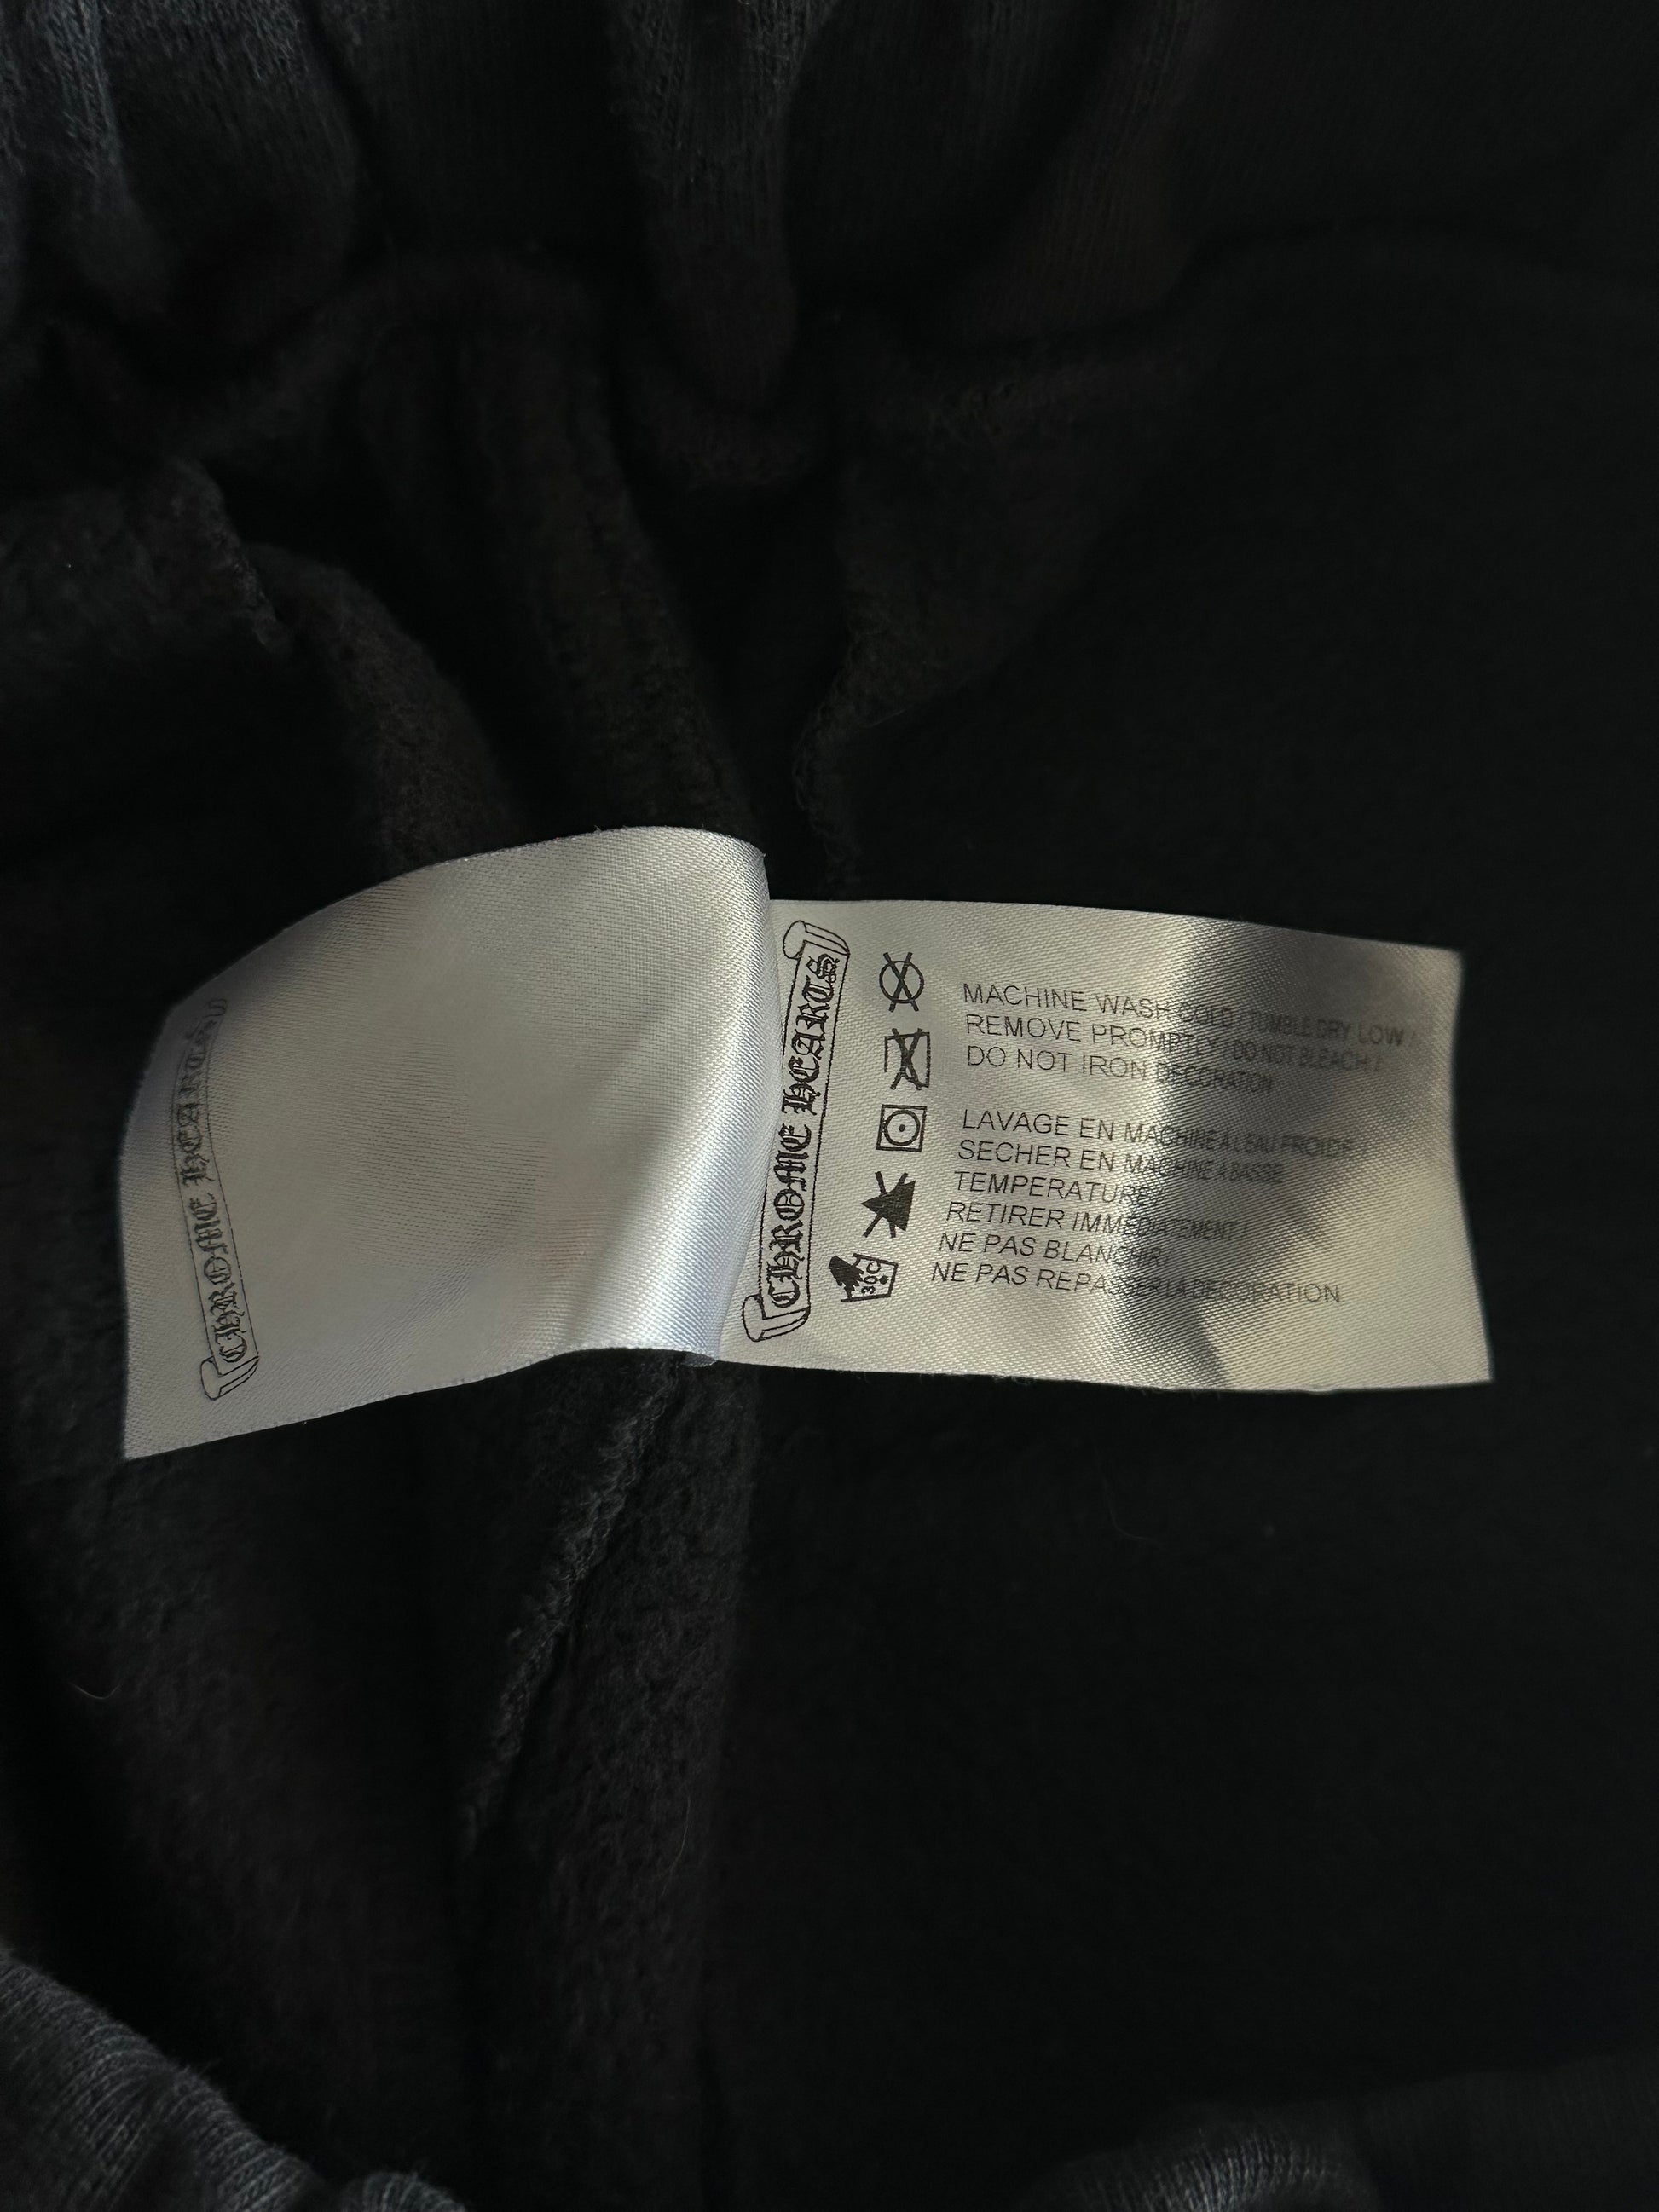 CHROME HEARTS
CHROME HEARTS
MACHINE WASH COLD / TUMBLE DRY LOW /
REMOVE PROMPTLY / DO NOT BLEACH /
DO NOT IRON DECORATION
LAVAGE EN MACHINE A L'EAU FROIDE /
SECHER EN MACHINE A BASSE
TEMPERATURE /
RETIRER IMMEDIATEMENT /
NE PAS BLANCHIR /
NE PAS REPASSER LA DECORATION
30C